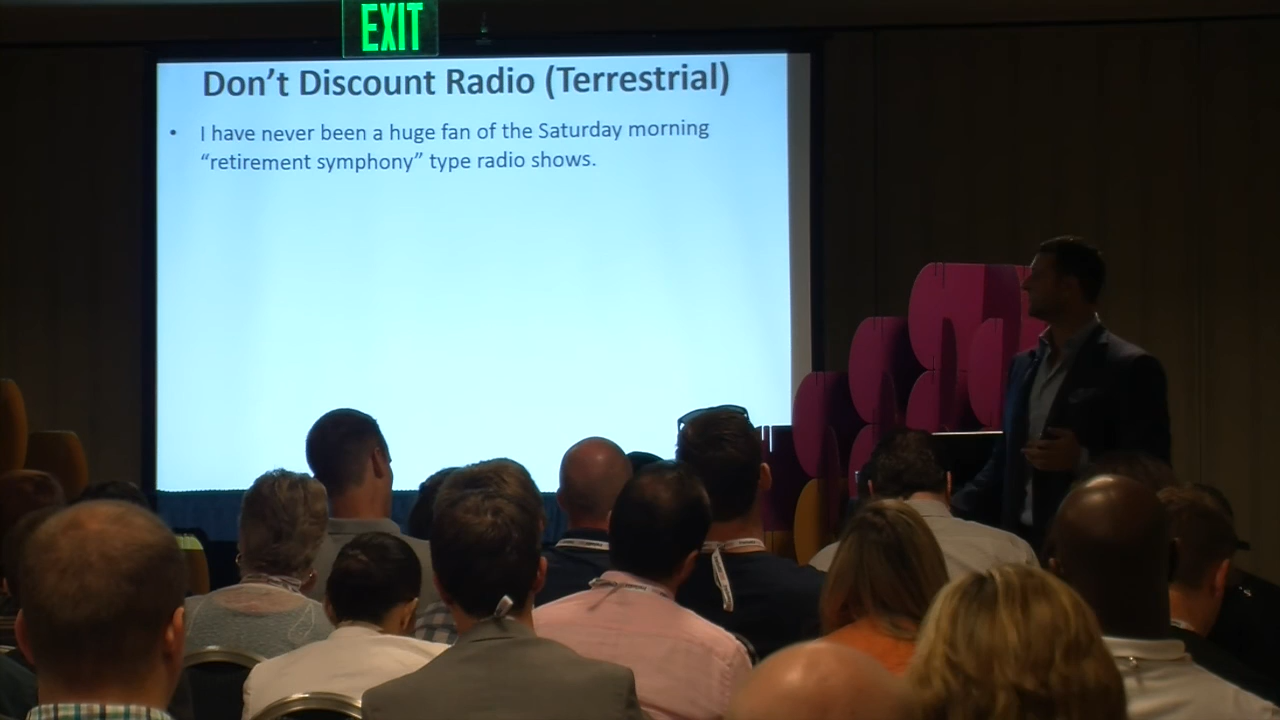 EXIT
Don’t Discount Radio (Terrestrial)
• I have never been a huge fan of the Saturday morning
“retirement symphony” type radio shows.